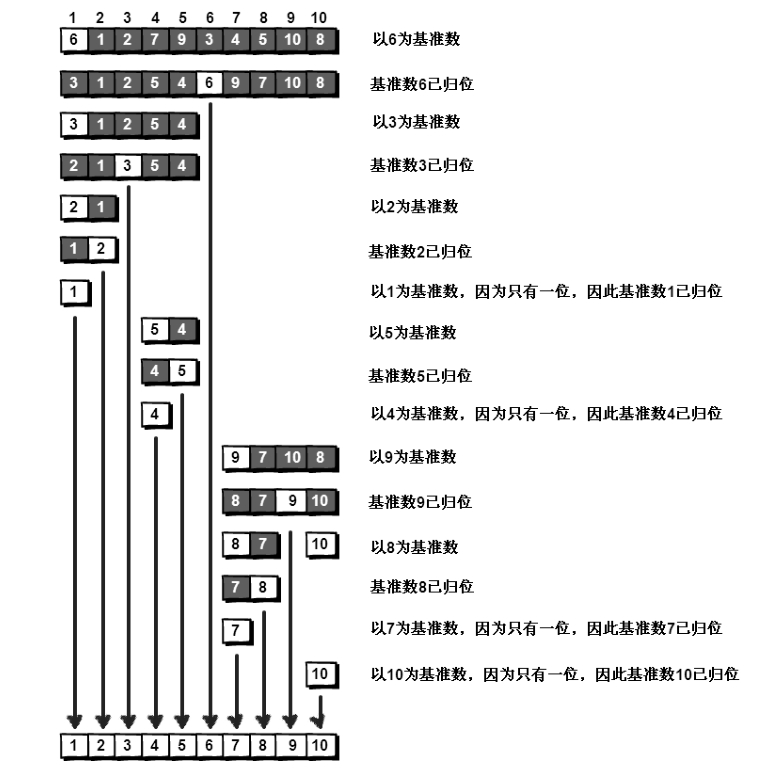 1 2 3 4 5 6 7 8 9 10
6 1 2 7 9 3 4 5 10 8 以6为基准数
3 1 2 5 4 6 9 7 10 8 基准数6已归位
3 1 2 5 4 以3为基准数
2 1 3 5 4 基准数3已归位
2 1 以2为基准数
1 2 基准数2已归位
1 以1为基准数，因为只有一位，因此基准数1已归位
5 4 以5为基准数
4 5 基准数5已归位
4 以4为基准数，因为只有一位，因此基准数4已归位
9 7 10 8 以9为基准数
8 7 9 10 基准数9已归位
8 7 10 以8为基准数
7 8 基准数8已归位
7 以7为基准数，因为只有一位，因此基准数7已归位
10 以10为基准数，因为只有一位，因此基准数10已归位
1 2 3 4 5 6 7 8 9 10